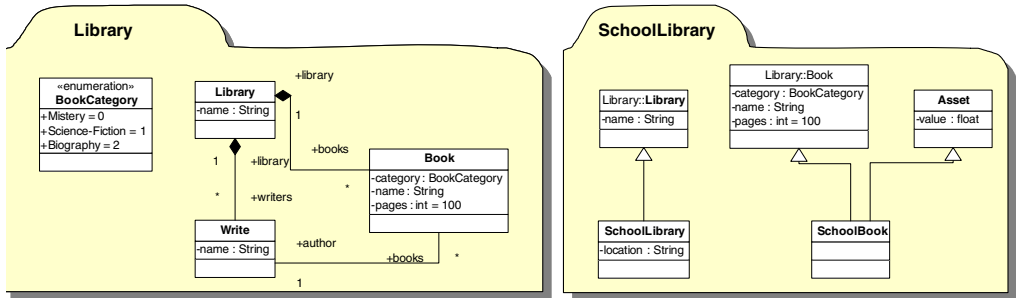 Library
«enumeration»
BookCategory
+Mistery = 0
+Science-Fiction = 1
+Biography = 2
Library
-name : String
+library
1
+books
*
Book
-category : BookCategory
-name : String
-pages : int = 100
1
+library
*
+writers
Write
-name : String
+author
1
+books
*
SchoolLibrary
Library::Library
-name : String
Library::Book
-category : BookCategory
-name : String
-pages : int = 100
Asset
-value : float
SchoolLibrary
-location : String
SchoolBook